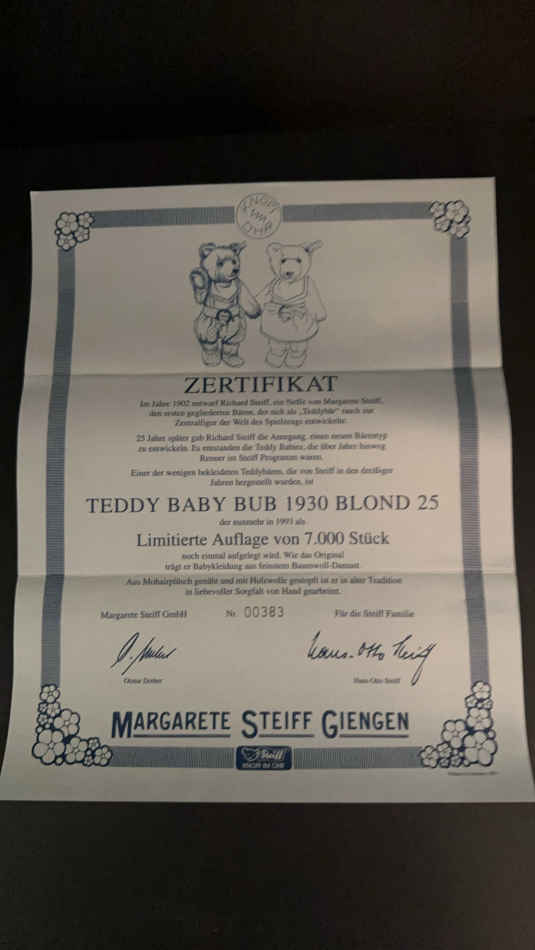 KNOPF
IM
OHR
ZERTIFIKAT
Im Jahre 1902 entwarf Richard Steiff, ein Neffe von Margarete Steiff,
den ersten gegliederten Bären, der sich als „Teddybär" rasch zur
Zentralfigur der Welt des Spielzeugs entwickelte.
25 Jahre später gab Richard Steiff die Anregung, einen neuen Bärentyp
zu entwickeln. Es entstanden die Teddy Babies, die über Jahre hinweg
Renner im Steiff Programm waren.
Einer der wenigen bekleideten Teddybären, die von Steiff in den dreißiger
Jahren hergestellt wurden, ist
TEDDY BABY BUB 1930 BLOND 25
der nunmehr in 1993 als
Limitierte Auflage von 7.000 Stück
noch einmal aufgelegt wird. Wie das Original
trägt er Babykleidung aus feinstem Baumwoll-Damast.
Aus Mohairplüsch genäht und mit Holzwolle gestopft ist er in alter Tradition
in liebevoller Sorgfalt von Hand gearbeitet.
Margarete Steiff GmbH Nr. 00383 Für die Steiff Familie
Hans-Otto Steiff
Hans-Otto Steiff
MARGARETE STEIFF GIENGEN
Steiff
KNOPF IM OHR